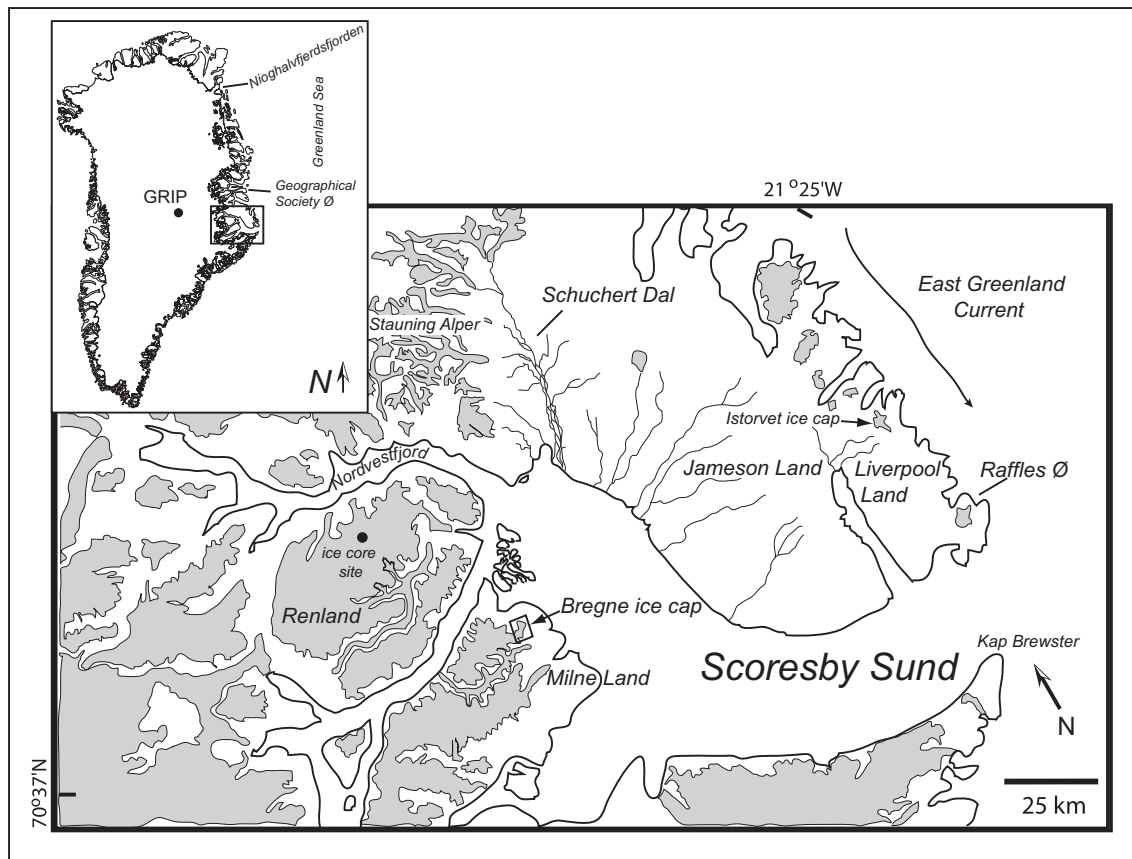 Nioghalvfjerdsfjorden
Greenland Sea
Geographical
Society Ø
GRIP
N
21 °25'W
Schuchert Dal
East Greenland
Current
Stauning Alper
Istorvet ice cap
Nordvestfjord
Jameson Land
Liverpool
Land
Raffles Ø
ice core
site
Renland
Bregne ice cap
Kap Brewster
Scoresby Sund
Milne Land
N
70°37'N
25 km